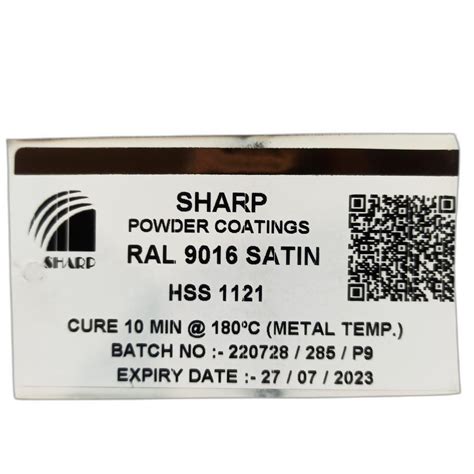 SHARP
SHARP
POWDER COATINGS
RAL 9016 SATIN
HSS 1121
CURE 10 MIN @ 180ºC (METAL TEMP.)
BATCH NO :- 220728 / 285 / P9
EXPIRY DATE :- 27 / 07 / 2023